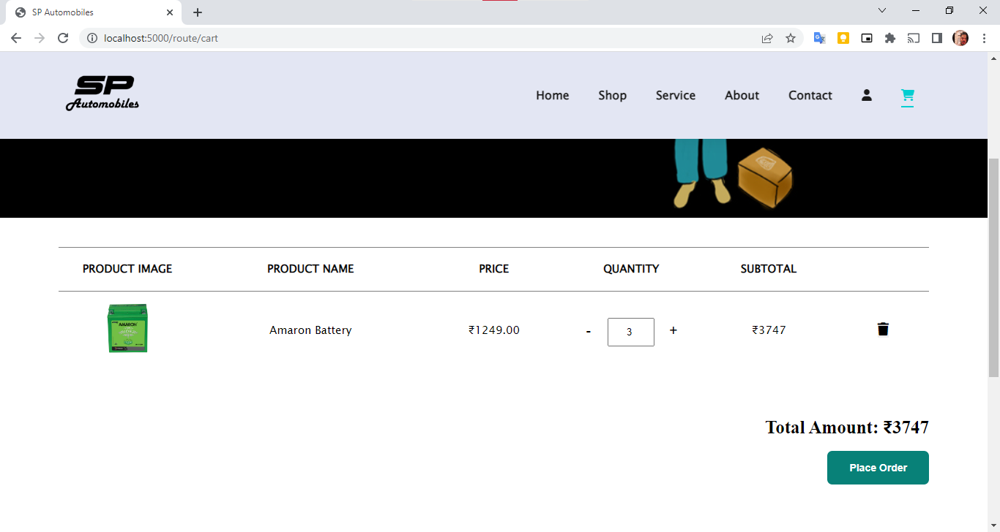 SP Automobiles
localhost:5000/route/cart
SP
Automobiles
Home Shop Service About Contact
PRODUCT IMAGE PRODUCT NAME PRICE QUANTITY SUBTOTAL
AMARON
Amaron Battery ₹1249.00 - 3 + ₹3747
Total Amount: ₹3747
Place Order